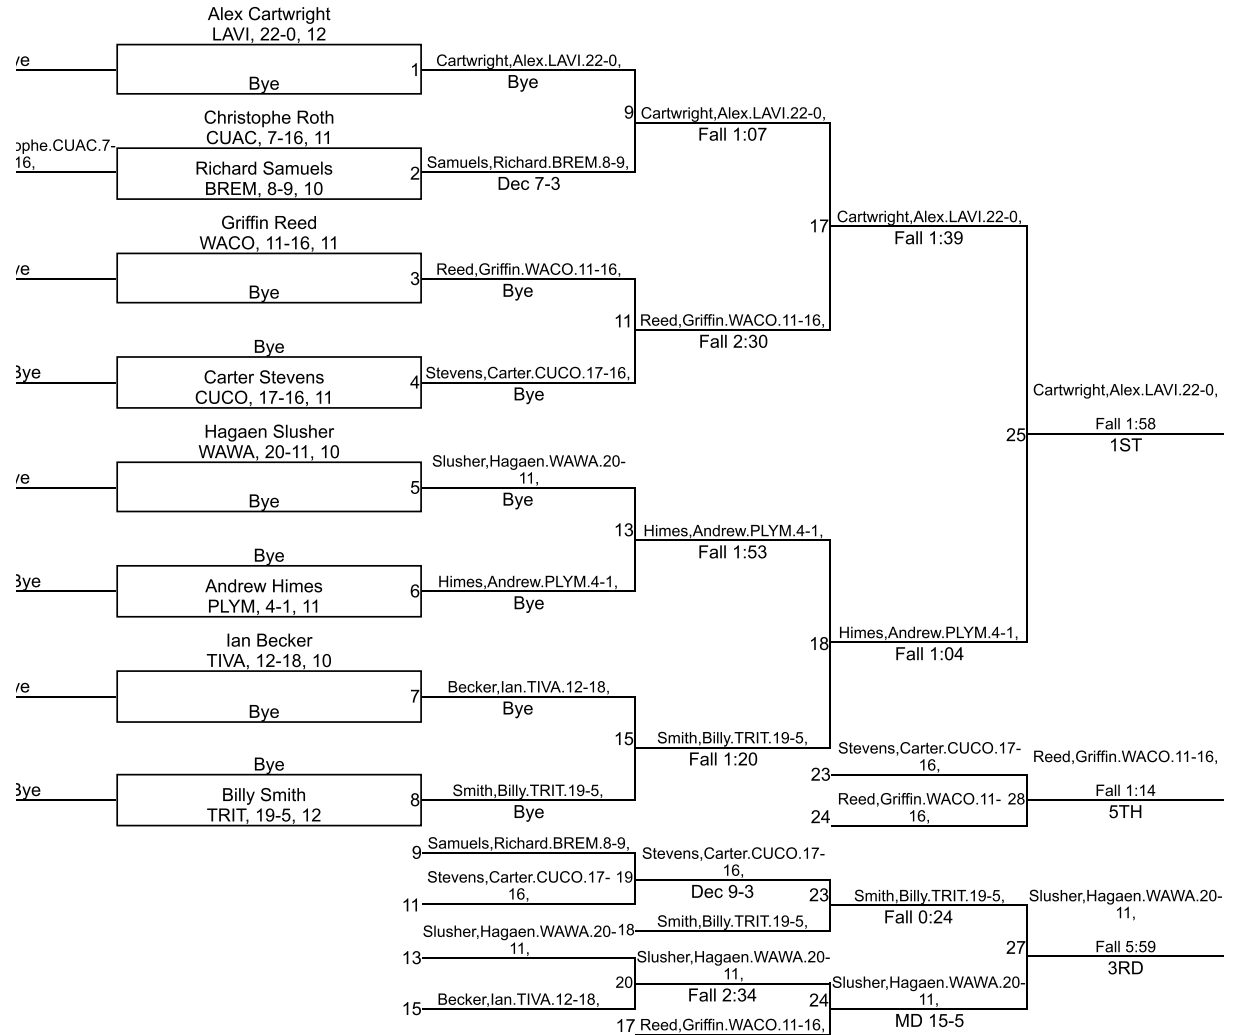 Alex Cartwright
LAVI, 22-0, 12
ye
Bye
1
Cartwright,Alex.LAVI.22-0,
Bye
Christophe Roth
CUAC, 7-16, 11
ophe.CUAC.7-
16,
Richard Samuels
BREM, 8-9, 10
2
Samuels,Richard.BREM.8-9,
Dec 7-3
9
Cartwright,Alex.LAVI.22-0,
Fall 1:07
Griffin Reed
WACO, 11-16, 11
ye
Bye
3
Reed,Griffin.WACO.11-16,
Bye
17
Cartwright,Alex.LAVI.22-0,
Fall 1:39
11
Reed,Griffin.WACO.11-16,
Fall 2:30
Bye
Bye
Carter Stevens
CUCO, 17-16, 11
4
Stevens,Carter.CUCO.17-16,
Bye
Cartwright,Alex.LAVI.22-0,
Fall 1:58
25
1ST
Hagaen Slusher
WAWA, 20-11, 10
ye
Bye
5
Slusher,Hagaen.WAWA.20-
11,
Bye
13
Himes,Andrew.PLYM.4-1,
Fall 1:53
Bye
Bye
Andrew Himes
PLYM, 4-1, 11
6
Himes,Andrew.PLYM.4-1,
Bye
Ian Becker
TIVA, 12-18, 10
18
Himes,Andrew.PLYM.4-1,
Fall 1:04
ye
Bye
7
Becker,Ian.TIVA.12-18,
Bye
15
Smith,Billy.TRIT.19-5,
Fall 1:20
Bye
Bye
Billy Smith
TRIT, 19-5, 12
8
Smith,Billy.TRIT.19-5,
Bye
Stevens,Carter.CUCO.17-
16,
23
Reed,Griffin.WACO.11-
16,
24
28
Reed,Griffin.WACO.11-16,
Fall 1:14
5TH
9
Samuels,Richard.BREM.8-9,
Stevens,Carter.CUCO.17-
16,
11
19
Stevens,Carter.CUCO.17-
16,
Dec 9-3
18
Smith,Billy.TRIT.19-5,
23
Smith,Billy.TRIT.19-5,
Fall 0:24
Slusher,Hagaen.WAWA.20-
11,
13
15
Becker,Ian.TIVA.12-18,
20
Slusher,Hagaen.WAWA.20-
11,
Fall 2:34
17
Reed,Griffin.WACO.11-16,
24
Slusher,Hagaen.WAWA.20-
11,
MD 15-5
27
Slusher,Hagaen.WAWA.20-
11,
Fall 5:59
3RD